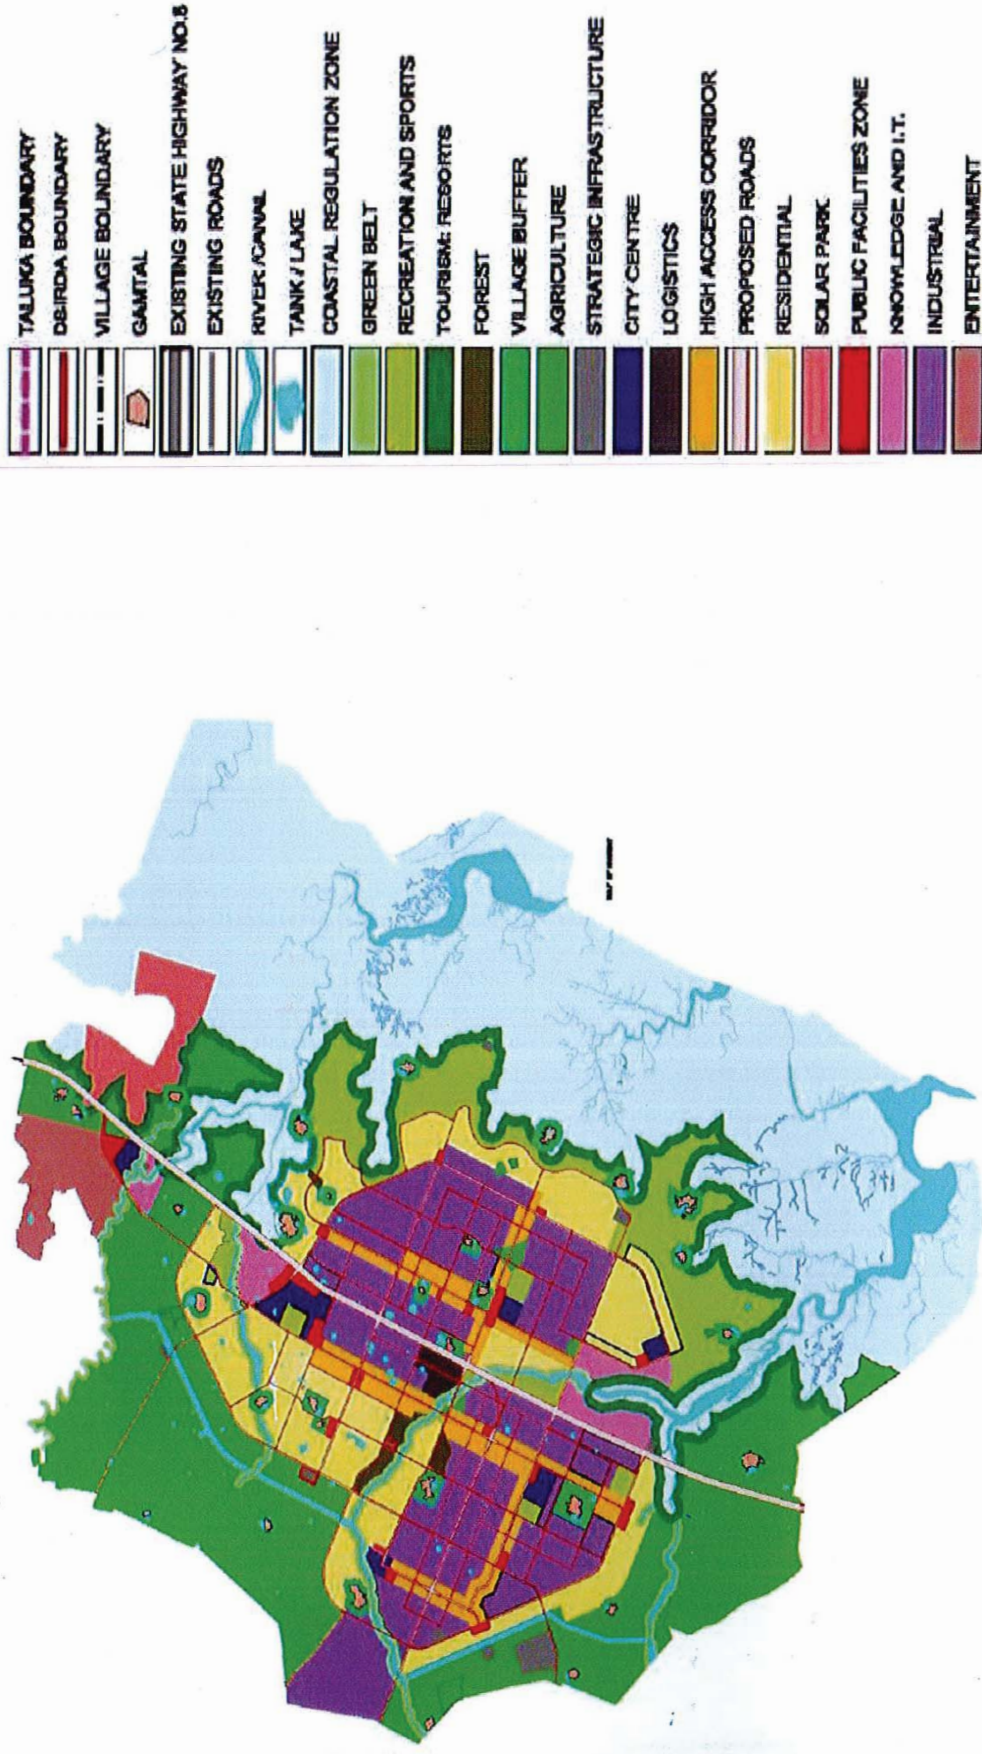 TALUKA BOUNDARY
DSIRDA BOUNDARY
VILLAGE BOUNDARY
GAMTAL
EXISTING STATE HIGHWAY NO.6
EXISTING ROADS
RIVER /CANAL
TANK / LAKE
COASTAL REGULATION ZONE
GREEN BELT
RECREATION AND SPORTS
TOURISM: RESORTS
FOREST
VILLAGE BUFFER
AGRICULTURE
STRATEGIC INFRASTRUCTURE
CITY CENTRE
LOGISTICS
HIGH ACCESS CORRIDOR
PROPOSED ROADS
RESIDENTIAL
SOLAR PARK
PUBLIC FACILITIES ZONE
KNOWLEDGE AND I.T.
INDUSTRIAL
ENTERTAINMENT